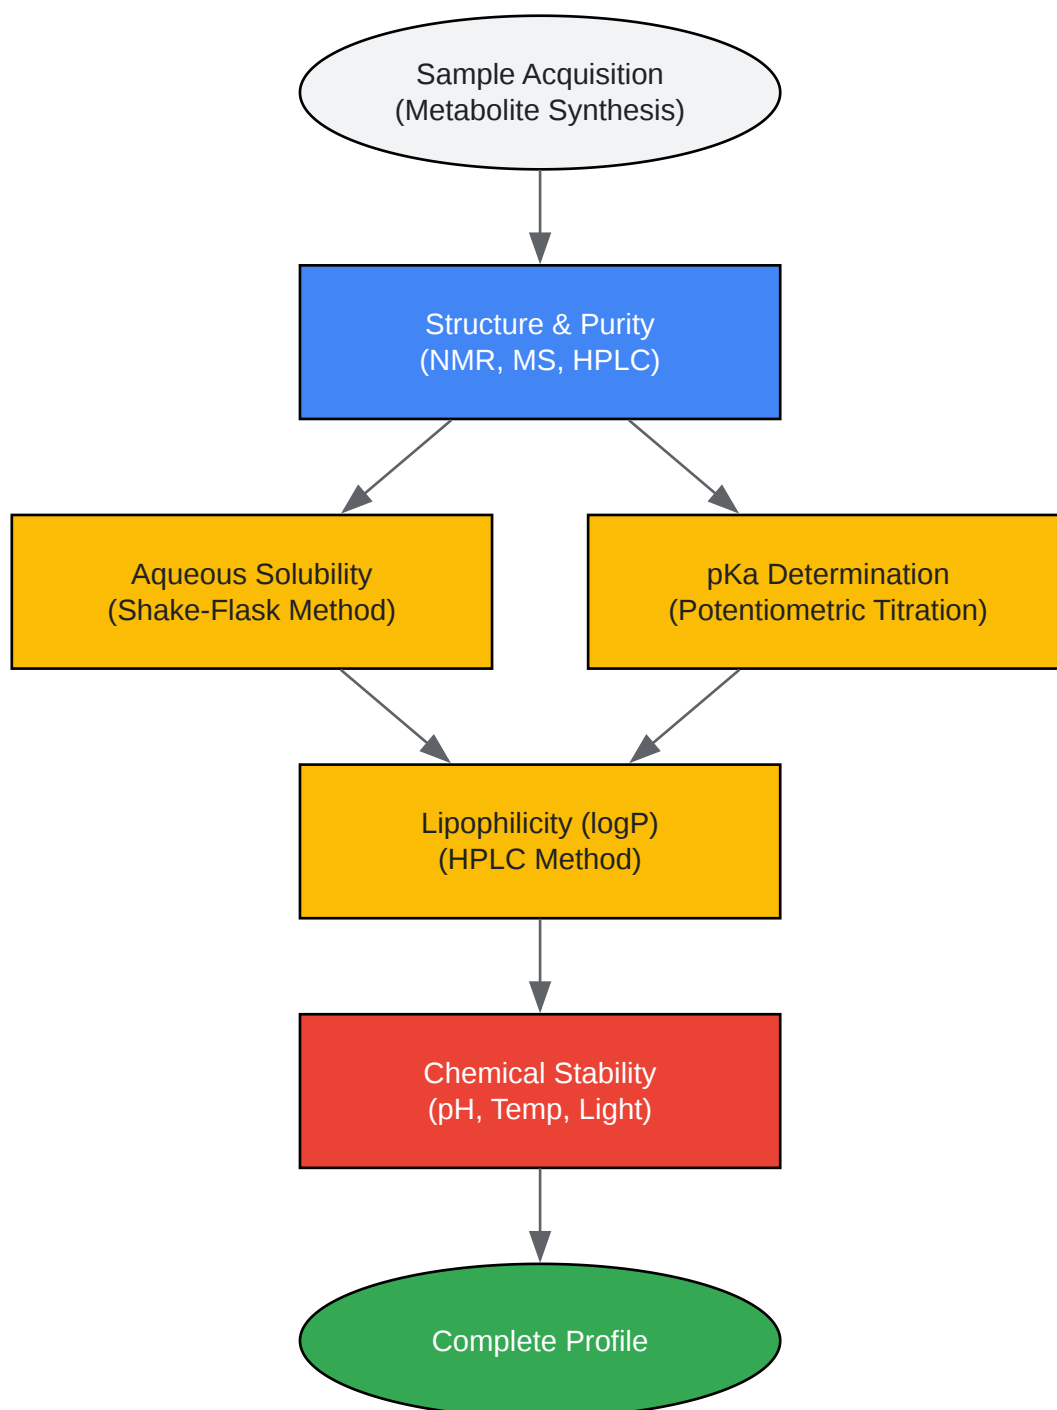 Sample Acquisition
(Metabolite Synthesis)
Structure & Purity
(NMR, MS, HPLC)
Aqueous Solubility
(Shake-Flask Method)
pKa Determination
(Potentiometric Titration)
Lipophilicity (logP)
(HPLC Method)
Chemical Stability
(pH, Temp, Light)
Complete Profile